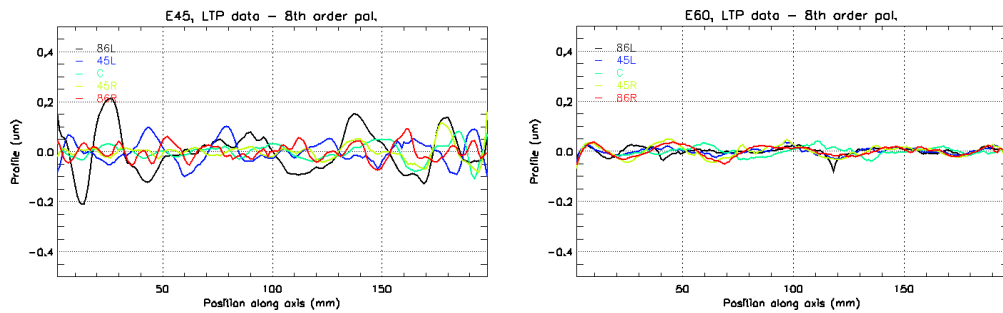 E45, LTP data - 8th order pol.
0.4
0.2
0.0
-0.2
-0.4
Profile (um)
86L
45L
C
45R
86R
50
100
150
Position along axis (mm)
E60, LTP data - 8th order pol.
0.4
0.2
0.0
-0.2
-0.4
Profile (um)
86L
45L
C
45R
86R
50
100
150
Position along axis (mm)